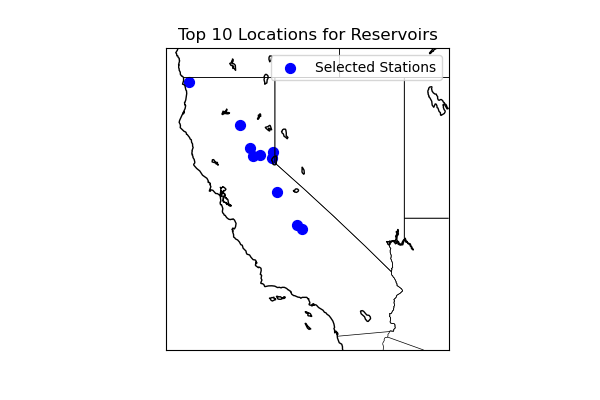 Top 10 Locations for Reservoirs
Selected Stations